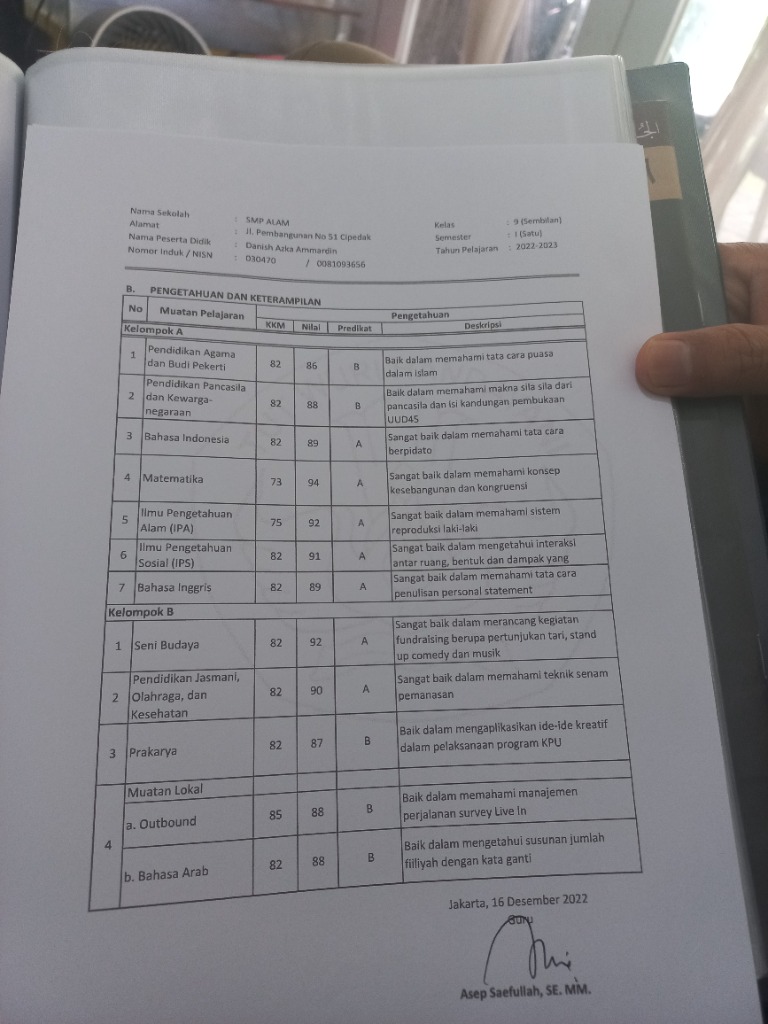 Nama Sekolah : SMP ALAM
Alamat : Jl. Pembangunan No 51 Cipedak
Nama Peserta Didik : Danish Azka Ammardin
Nomor Induk / NISN : 030470 / 0081093656
Kelas : 9 (Sembilan)
Semester : I (Satu)
Tahun Pelajaran : 2022-2023
B. PENGETAHUAN DAN KETERAMPILAN
No Muatan Pelajaran Pengetahuan
KKM Nilai Predikat Deskripsi
Kelompok A
1 Pendidikan Agama dan Budi Pekerti 82 86 B Baik dalam memahami tata cara puasa
dalam islam
2 Pendidikan Pancasila dan Kewarga-negaraan 82 88 B Baik dalam memahami makna sila sila dari
pancasila dan isi kandungan pembukaan
UUD45
3 Bahasa Indonesia 82 89 A Sangat baik dalam memahami tata cara
berpidato
4 Matematika 73 94 A Sangat baik dalam memahami konsep
kesebangunan dan kongruensi
5 Ilmu Pengetahuan Alam (IPA) 75 92 A Sangat baik dalam memahami sistem
reproduksi laki-laki
6 Ilmu Pengetahuan Sosial (IPS) 82 91 A Sangat baik dalam mengetahui interaksi
antar ruang, bentuk dan dampak yang
7 Bahasa Inggris 82 89 A Sangat baik dalam memahami tata cara
penulisan personal statement
Kelompok B
1 Seni Budaya 82 92 A Sangat baik dalam merancang kegiatan
fundraising berupa pertunjukan tari, stand
up comedy dan musik
2 Pendidikan Jasmani, Olahraga, dan Kesehatan 82 90 A Sangat baik dalam memahami teknik senam
pemanasan
3 Prakarya 82 87 B Baik dalam mengaplikasikan ide-ide kreatif
dalam pelaksanaan program KPU
4 Muatan Lokal
a. Outbound 85 88 B Baik dalam memahami manajemen
perjalanan survey Live In
b. Bahasa Arab 82 88 B Baik dalam mengetahui susunan jumlah
fiiliyah dengan kata ganti
Jakarta, 16 Desember 2022
Guru
Asep Saefullah, SE. MM.